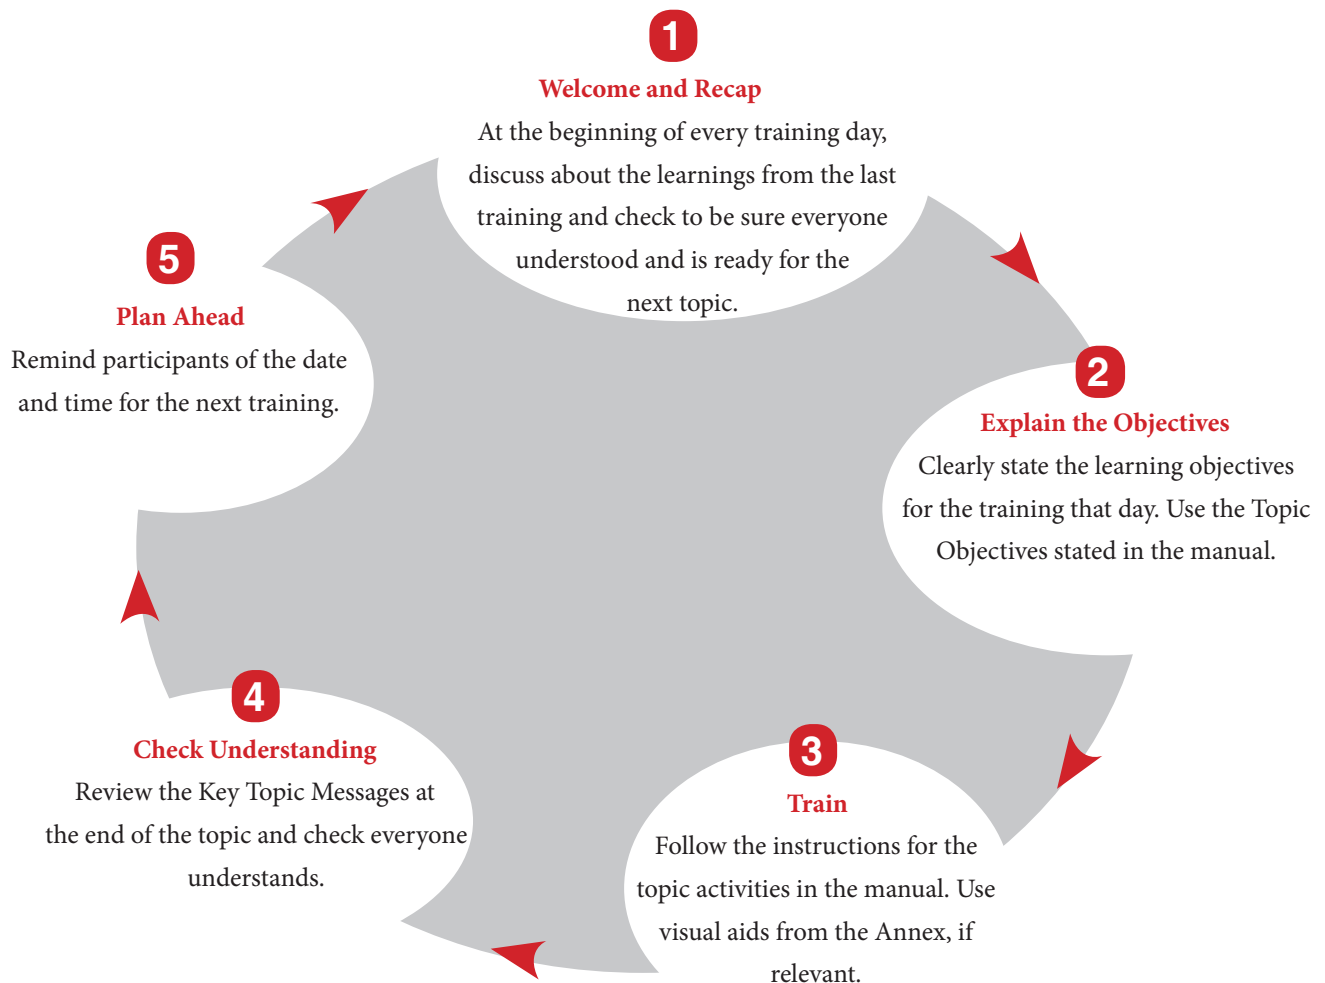 1
Welcome and Recap
At the beginning of every training day,
discuss about the learnings from the last
training and check to be sure everyone
understood and is ready for the
next topic.
2
Explain the Objectives
Clearly state the learning objectives
for the training that day. Use the Topic
Objectives stated in the manual.
3
Train
Follow the instructions for the
topic activities in the manual. Use
visual aids from the Annex, if
relevant.
4
Check Understanding
Review the Key Topic Messages at
the end of the topic and check everyone
understands.
5
Plan Ahead
Remind participants of the date
and time for the next training.